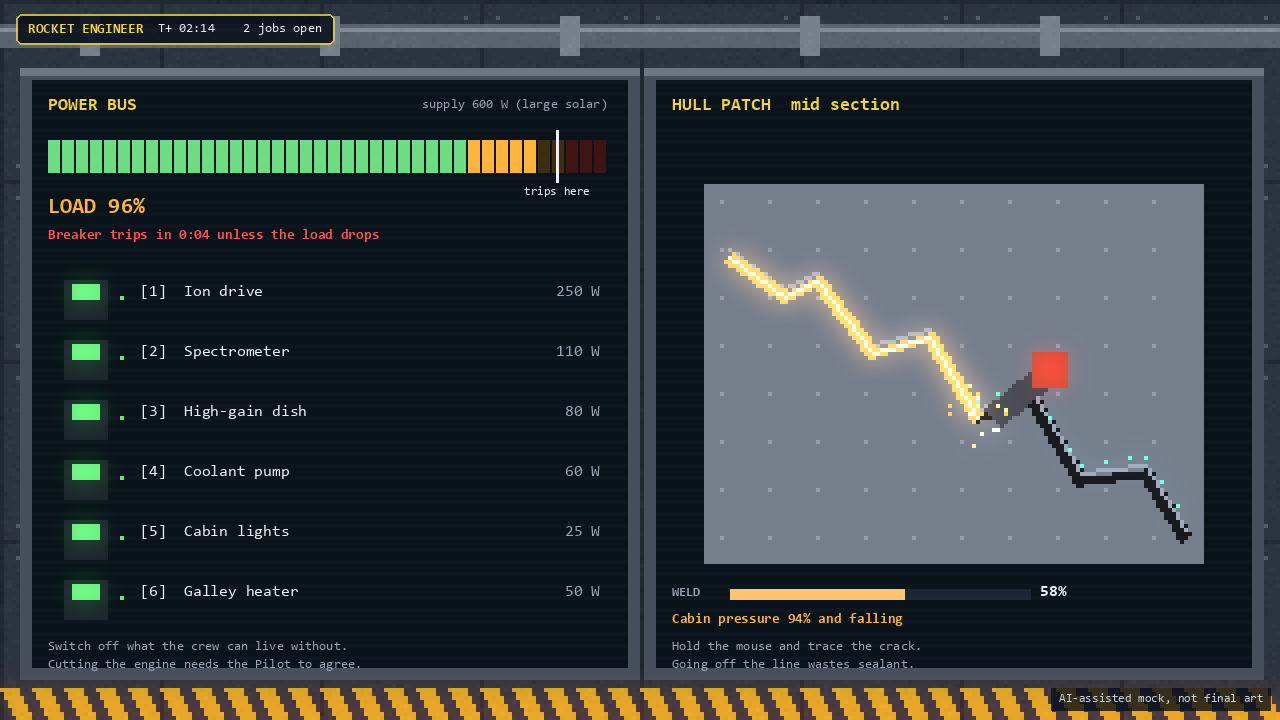 ROCKET ENGINEER T+ 02:14 2 jobs open
POWER BUS supply 600 W (large solar)
trips here
LOAD 96%
Breaker trips in 0:04 unless the load drops
[1] Ion drive 250 W
[2] Spectrometer 110 W
[3] High-gain dish 80 W
[4] Coolant pump 60 W
[5] Cabin lights 25 W
[6] Galley heater 50 W
Switch off what the crew can live without.
Cutting the engine needs the Pilot to agree.
HULL PATCH mid section
WELD 58%
Cabin pressure 94% and falling
Hold the mouse and trace the crack.
Going off the line wastes sealant.
AI-assisted mock, not final art